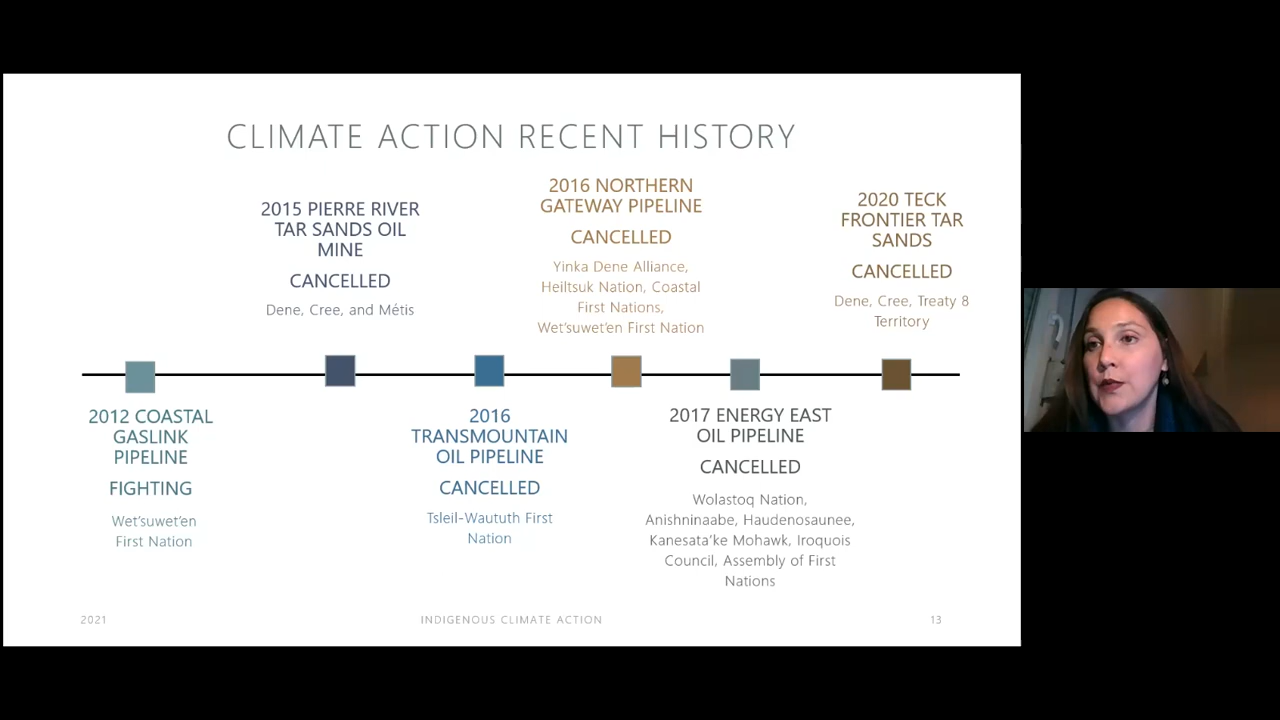 CLIMATE ACTION RECENT HISTORY
2012 COASTAL
GASLINK
PIPELINE
FIGHTING
Wet'suwet'en
First Nation
2015 PIERRE RIVER
TAR SANDS OIL
MINE
CANCELLED
Dene, Cree, and Métis
2016
TRANSMOUNTAIN
OIL PIPELINE
CANCELLED
Tsleil-Waututh First
Nation
2016 NORTHERN
GATEWAY PIPELINE
CANCELLED
Yinka Dene Alliance,
Heiltsuk Nation, Coastal
First Nations,
Wet'suwet'en First Nation
2017 ENERGY EAST
OIL PIPELINE
CANCELLED
Wolastoq Nation,
Anishninaabe, Haudenosaunee,
Kanesata'ke Mohawk, Iroquois
Council, Assembly of First
Nations
2020 TECK
FRONTIER TAR
SANDS
CANCELLED
Dene, Cree, Treaty 8
Territory
2021
INDIGENOUS CLIMATE ACTION
13